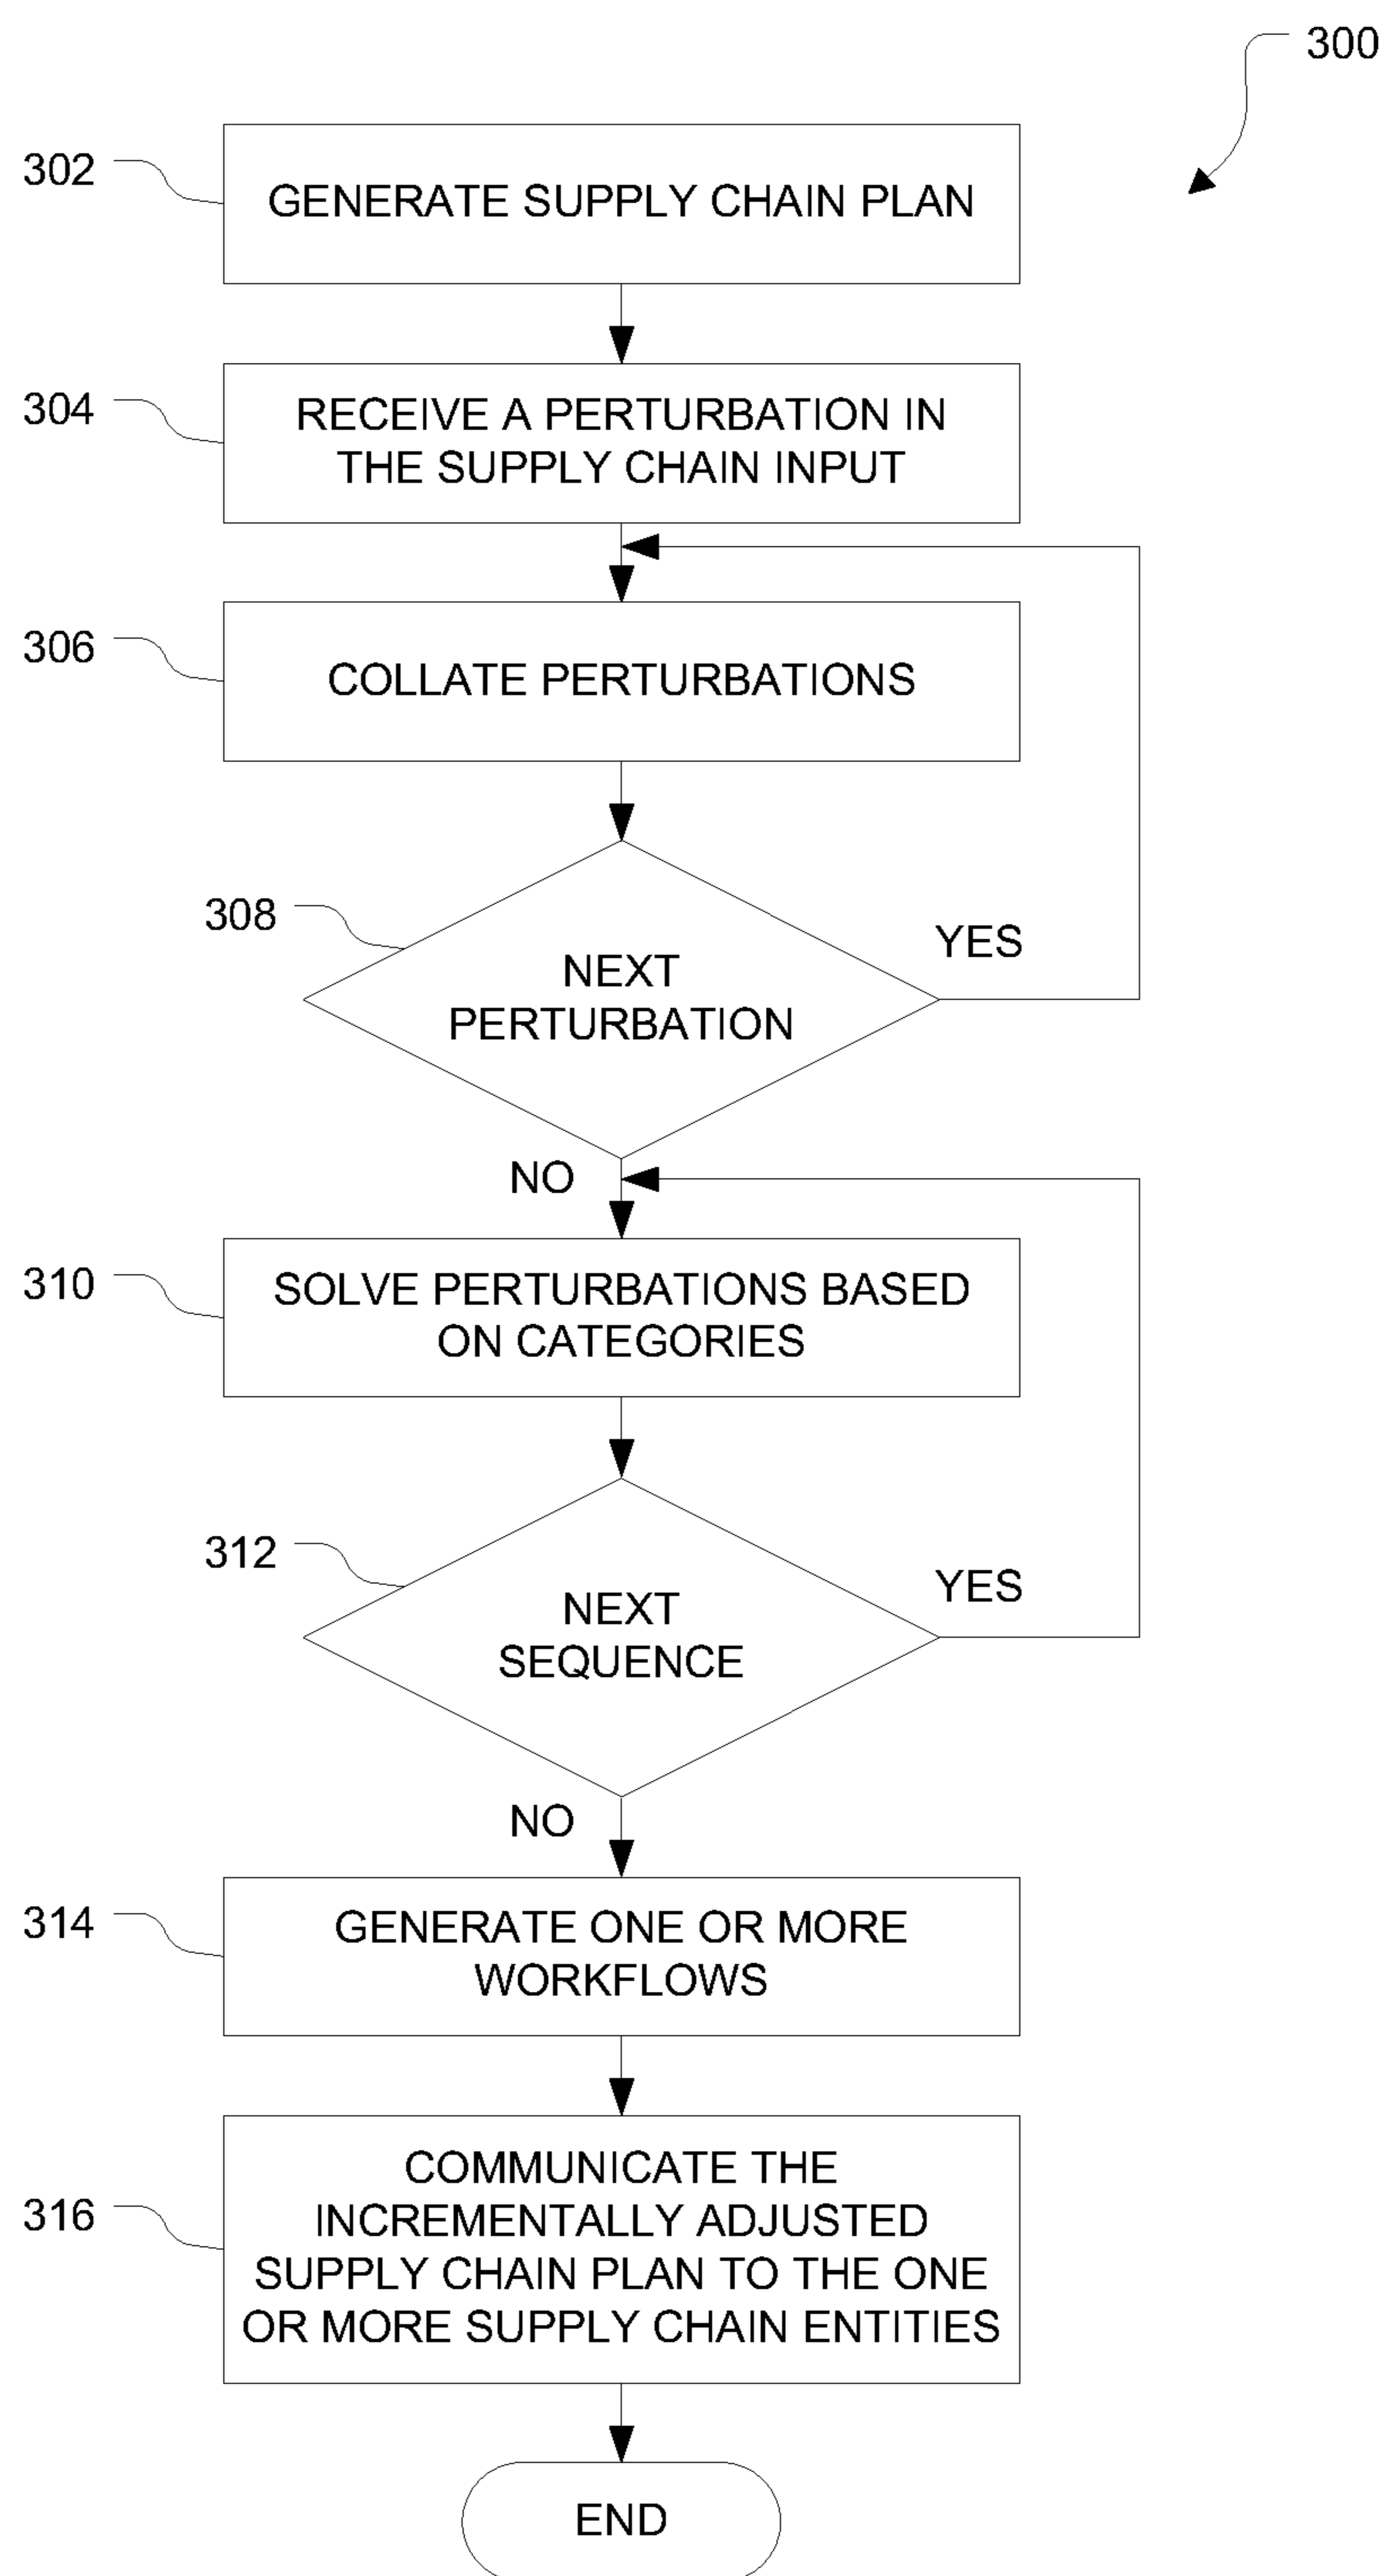 300
302
GENERATE SUPPLY CHAIN PLAN
304
RECEIVE A PERTURBATION IN
THE SUPPLY CHAIN INPUT
306
COLLATE PERTURBATIONS
308
NEXT
PERTURBATION
YES
NO
310
SOLVE PERTURBATIONS BASED
ON CATEGORIES
312
NEXT
SEQUENCE
YES
NO
314
GENERATE ONE OR MORE
WORKFLOWS
316
COMMUNICATE THE
INCREMENTALLY ADJUSTED
SUPPLY CHAIN PLAN TO THE ONE
OR MORE SUPPLY CHAIN ENTITIES
END